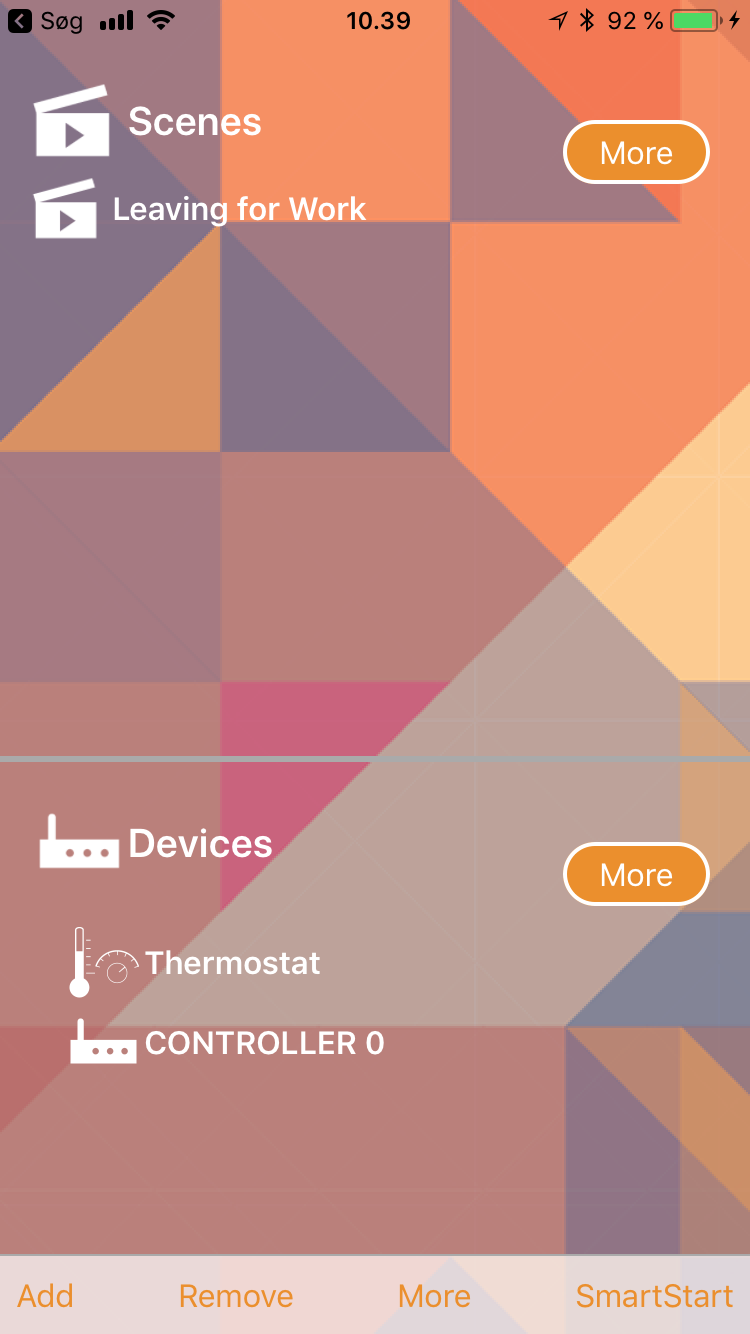 Søg 10.39 92 %
Scenes
More
Leaving for Work
Devices
More
Thermostat
CONTROLLER 0
Add Remove More SmartStart